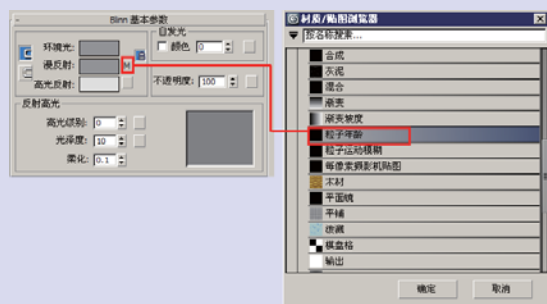 Blinn 基本参数
自发光
环境光:
颜色 0
漫反射: M
高光反射:
不透明度: 100
反射高光
高光级别: 0
光泽度: 10
柔化: 0.1
材质/贴图浏览器
按名称搜索...
合成
灰泥
混合
渐变
渐变坡度
粒子年龄
粒子运动模糊
每像素摄影机贴图
木材
平面镜
平铺
波痕
棋盘格
输出
确定
取消